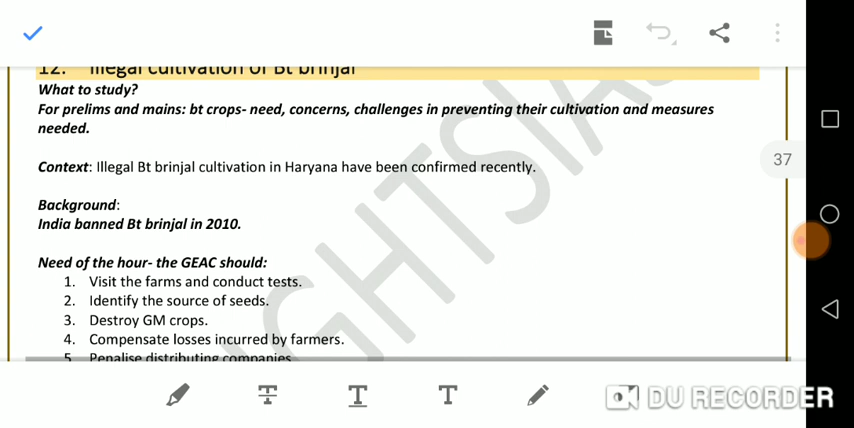 12. Illegal cultivation of Bt brinjal
What to study?
For prelims and mains: bt crops- need, concerns, challenges in preventing their cultivation and measures
needed.
Context: Illegal Bt brinjal cultivation in Haryana have been confirmed recently.
37
Background:
India banned Bt brinjal in 2010.
Need of the hour- the GEAC should:
1. Visit the farms and conduct tests.
2. Identify the source of seeds.
3. Destroy GM crops.
4. Compensate losses incurred by farmers.
5. Penalise distributing companies
GHTSIAS
T T T
DU RECORDER